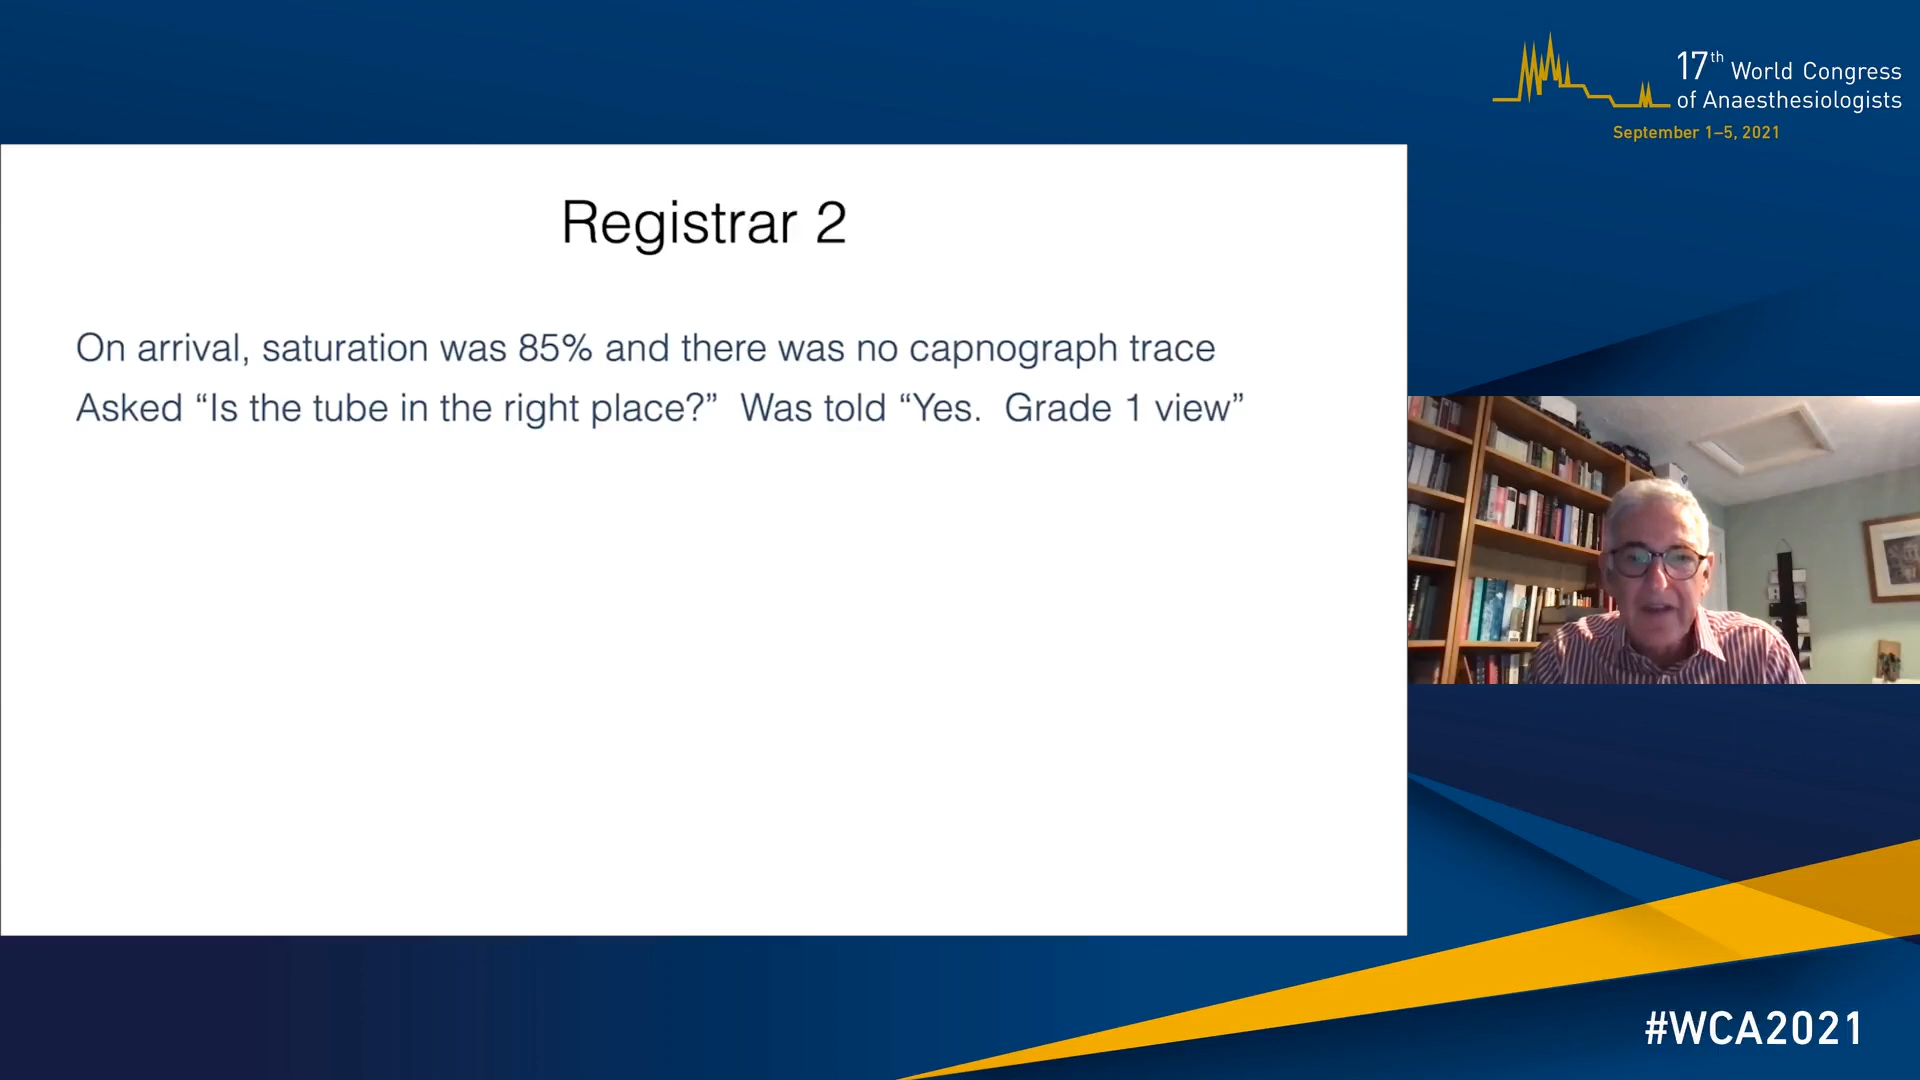 17th World Congress
of Anaesthesiologists
September 1–5, 2021
Registrar 2
On arrival, saturation was 85% and there was no capnograph trace
Asked “Is the tube in the right place?”  Was told “Yes.  Grade 1 view”
#WCA2021